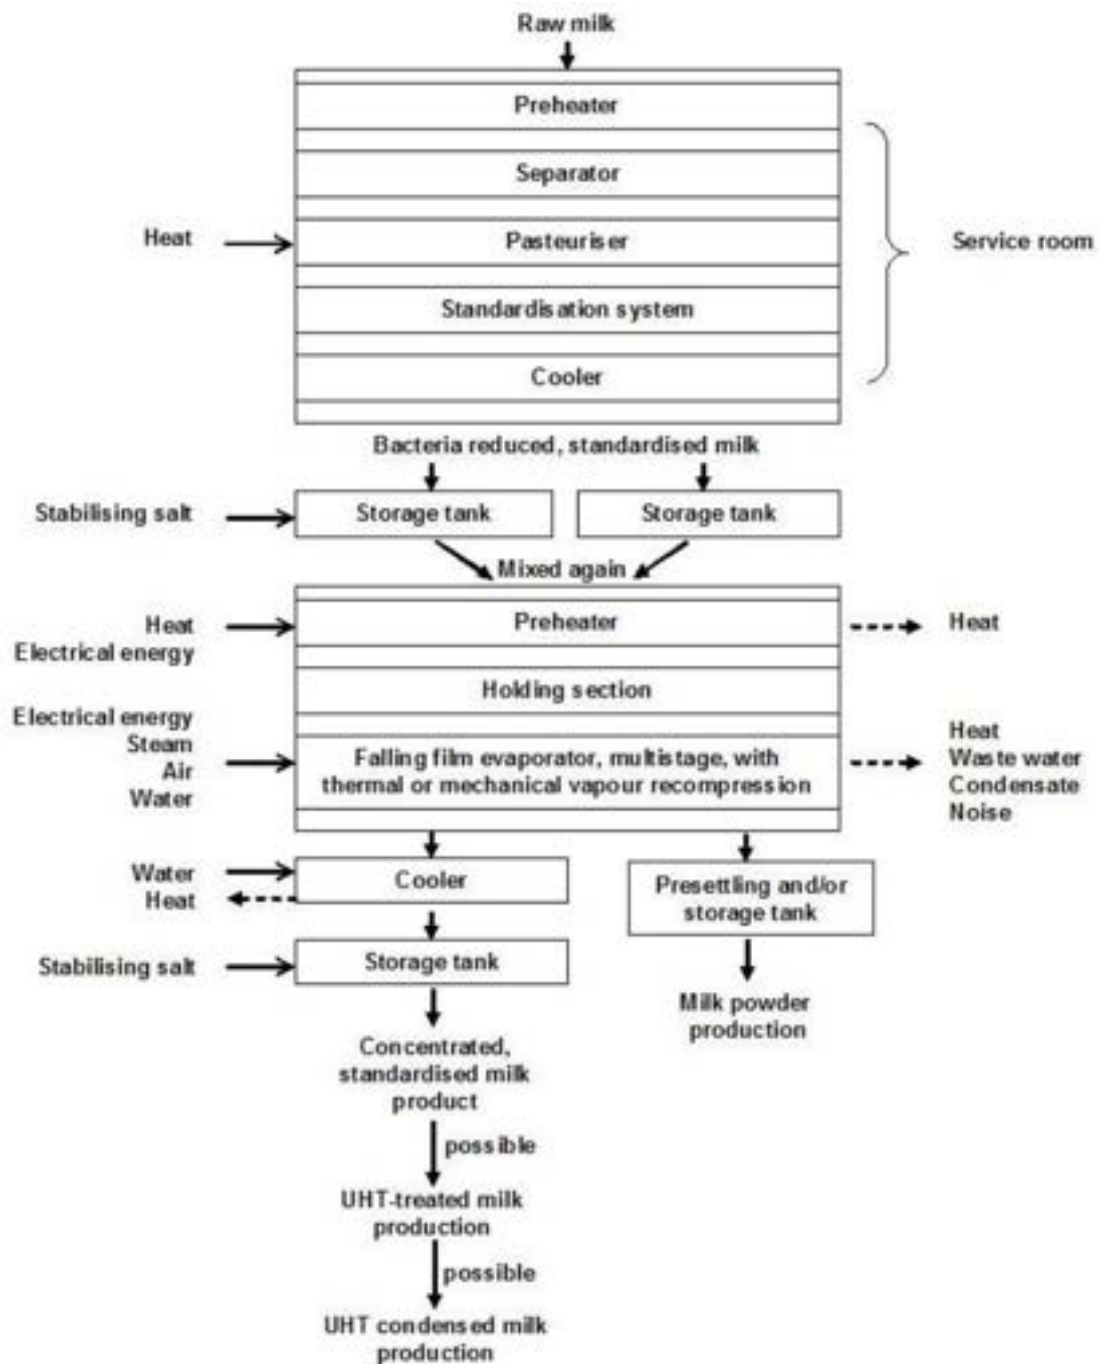 Raw milk
Preheater
Separator
Heat
Pasteuriser
Service room
Standardisation system
Cooler
Bacteria reduced, standardised milk
Stabilising salt
Storage tank
Storage tank
Mixed again
Heat
Electrical energy
Preheater
Heat
Holding section
Electrical energy
Steam
Air
Water
Falling film evaporator, multistage, with
thermal or mechanical vapour recompression
Heat
Waste water
Condensate
Noise
Water
Heat
Cooler
Presettling and/or
storage tank
Stabilising salt
Storage tank
Milk powder
production
Concentrated,
standardised milk
product
possible
UHT-treated milk
production
possible
UHT condensed milk
production